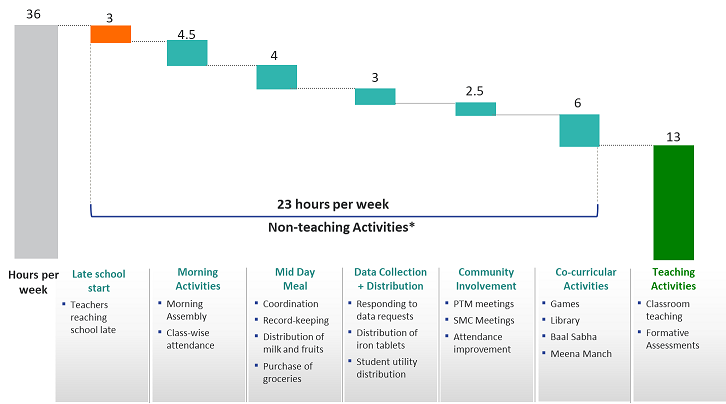 36
3
4.5
4
3
2.5
6
13
23 hours per week
Non-teaching Activities*
Hours per
week
Late school
start
▪ Teachers
reaching
school late
Morning
Activities
▪ Morning
Assembly
▪ Class-wise
attendance
Mid Day
Meal
▪ Coordination
▪ Record-keeping
▪ Distribution of
milk and fruits
▪ Purchase of
groceries
Data Collection
+ Distribution
▪ Responding to
data requests
▪ Distribution of
iron tablets
▪ Student utility
distribution
Community
Involvement
▪ PTM meetings
▪ SMC Meetings
▪ Attendance
improvement
Co-curricular
Activities
▪ Games
▪ Library
▪ Baal Sabha
▪ Meena Manch
Teaching
Activities
▪ Classroom
teaching
▪ Formative
Assessments